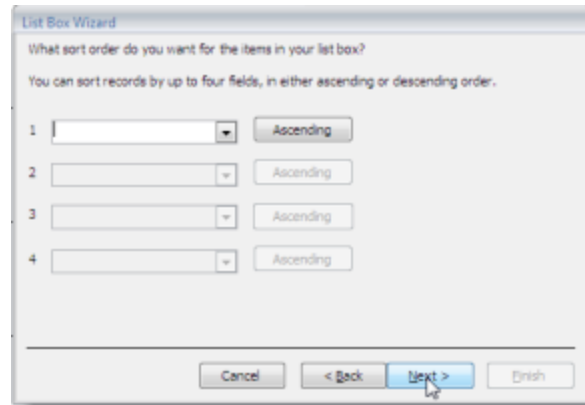 List Box Wizard
What sort order do you want for the items in your list box?
You can sort records by up to four fields, in either ascending or descending order.
1 Ascending
2 Ascending
3 Ascending
4 Ascending
Cancel < Back Next > Finish